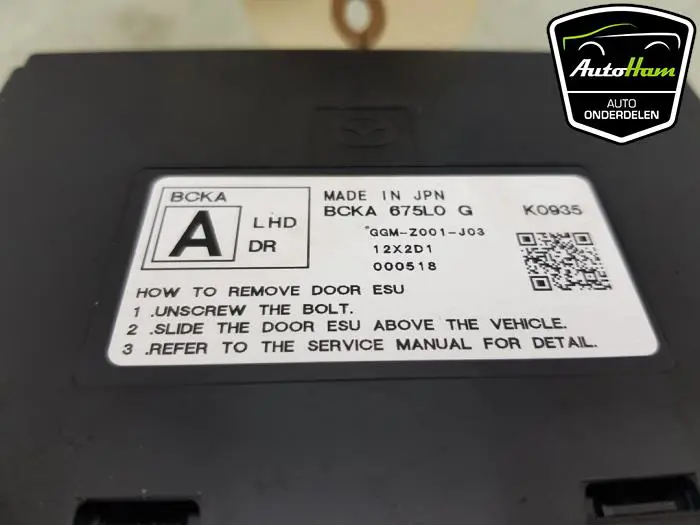 AutoHam
AUTO
ONDERDELEN
BCKA
A
LHD
DR
MADE IN JPN
BCKA 675L0 G
K0935
*GGM-Z001-J03
12X2D1
000518
HOW TO REMOVE DOOR ESU
1 .UNSCREW THE BOLT.
2 .SLIDE THE DOOR ESU ABOVE THE VEHICLE.
3 .REFER TO THE SERVICE MANUAL FOR DETAIL.